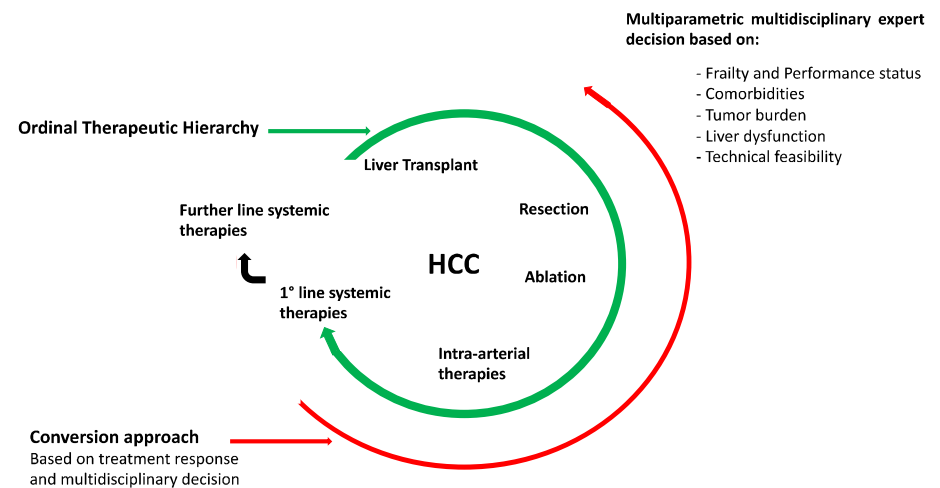 Multiparametric multidisciplinary expert
decision based on:
- Frailty and Performance status
- Comorbidities
- Tumor burden
- Liver dysfunction
- Technical feasibility
Ordinal Therapeutic Hierarchy
Liver Transplant
Resection
Further line systemic
therapies
HCC
Ablation
1° line systemic
therapies
Intra-arterial
therapies
Conversion approach
Based on treatment response
and multidisciplinary decision